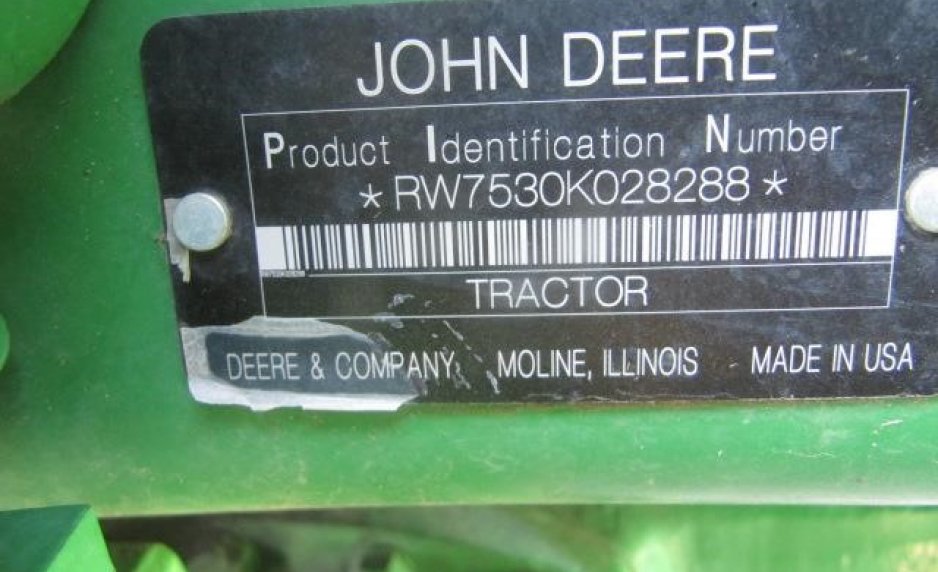 JOHN DEERE
Product Identification Number
*RW7530K028288*
TRACTOR
DEERE & COMPANY, MOLINE, ILLINOIS MADE IN USA